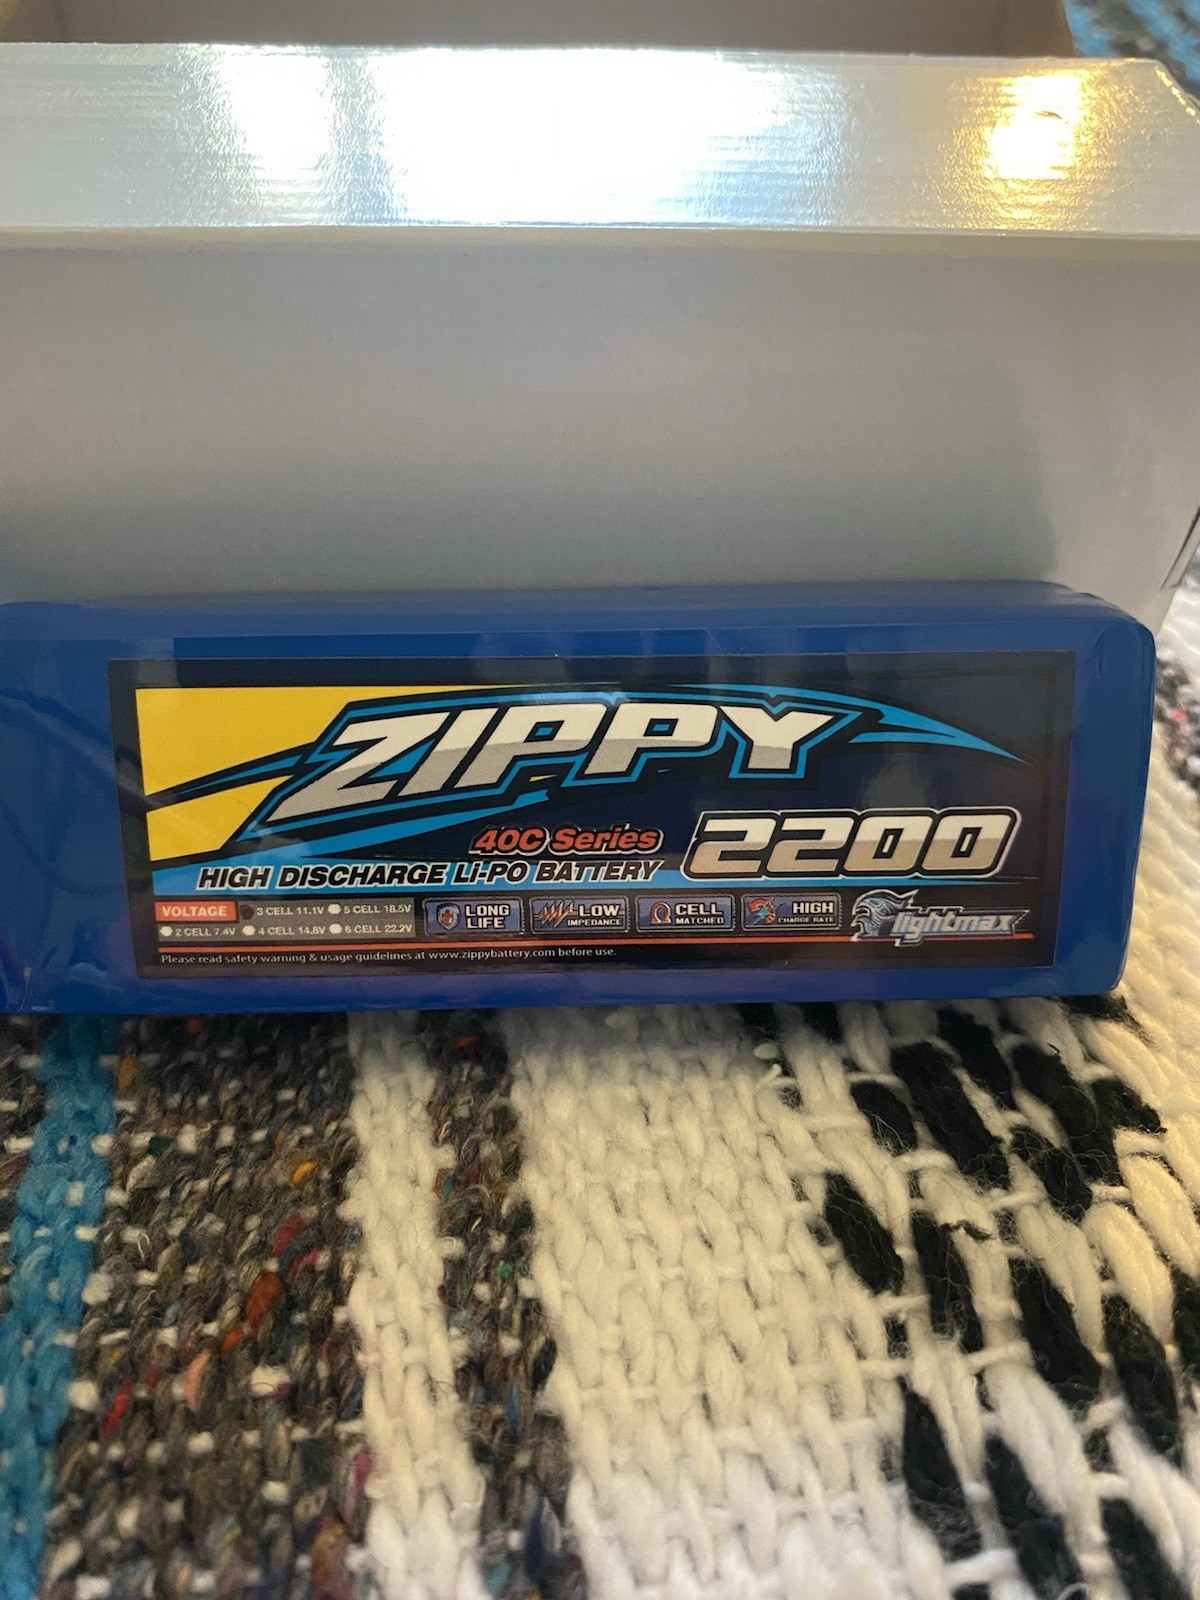 ZIPPY
40C Series
2200
HIGH DISCHARGE LI-PO BATTERY
VOLTAGE
3 CELL 11.1V
5 CELL 18.5V
2 CELL 7.4V
4 CELL 14.8V
6 CELL 22.2V
LONG
LIFE
LOW
IMPEDANCE
CELL
MATCHED
HIGH
CHARGE RATE
lightmax
Please read safety warning & usage guidelines at www.zippybattery.com before use.